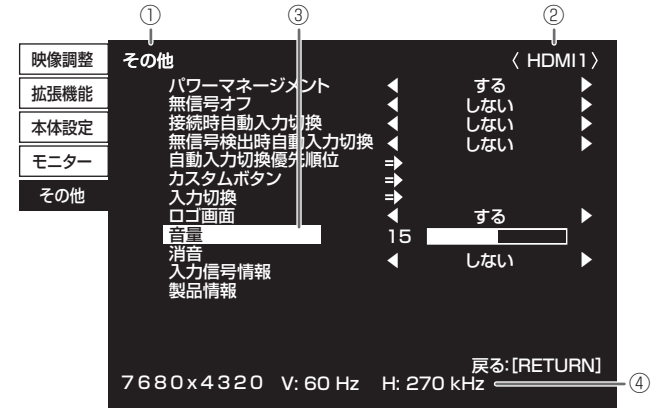 ① ③ ②
映像調整
拡張機能
本体設定
モニター
その他
その他 〈 HDMI1〉
パワーマネージメント する
無信号オフ しない
接続時自動入力切換 しない
無信号検出時自動入力切換 しない
自動入力切換優先順位
カスタムボタン
入力切換
ロゴ画面 する
音量 15
消音 しない
入力信号情報
製品情報
戻る:[RETURN]
7680x4320 V: 60 Hz H: 270 kHz ④